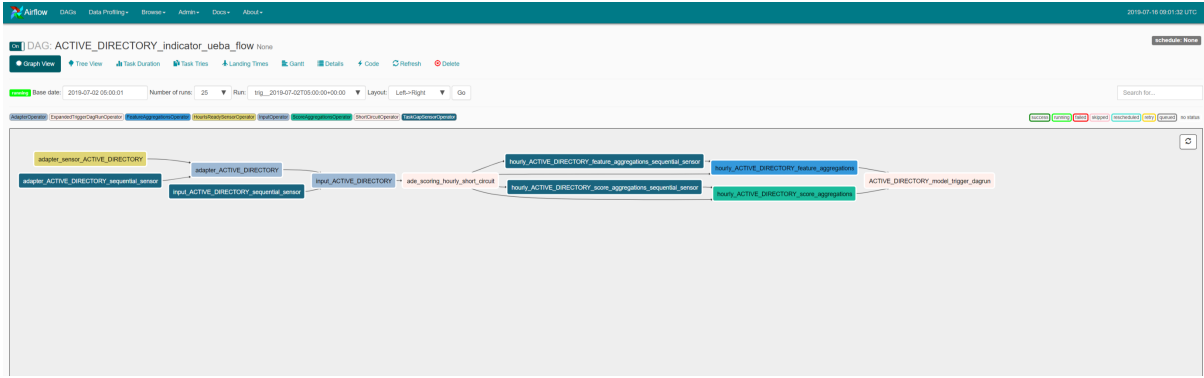 Airflow DAGs Data Profiling Browse Admin Docs About 2019-07-16 09:01:32 UTC
On DAG: ACTIVE_DIRECTORY_indicator_ueba_flow None schedule: None
Graph View Tree View Task Duration Task Tries Landing Times Gantt Details Code Refresh Delete
running Base date: 2019-07-02 05:00:01 Number of runs: 25 Run: trig__2019-07-02T05:00:00+00:00 Layout: Left->Right Go Search for...
AdapterOperator ExpandedTriggerDagRunOperator FeatureAggregationsOperator HourIsReadySensorOperator InputOperator ScoreAggregationsOperator ShortCircuitOperator TaskGapSensorOperator success running failed skipped rescheduled retry queued no status
adapter_sensor_ACTIVE_DIRECTORY
adapter_ACTIVE_DIRECTORY_sequential_sensor
adapter_ACTIVE_DIRECTORY
input_ACTIVE_DIRECTORY_sequential_sensor
input_ACTIVE_DIRECTORY
ade_scoring_hourly_short_circuit
hourly_ACTIVE_DIRECTORY_feature_aggregations_sequential_sensor
hourly_ACTIVE_DIRECTORY_score_aggregations_sequential_sensor
hourly_ACTIVE_DIRECTORY_feature_aggregations
hourly_ACTIVE_DIRECTORY_score_aggregations
ACTIVE_DIRECTORY_model_trigger_dagrun